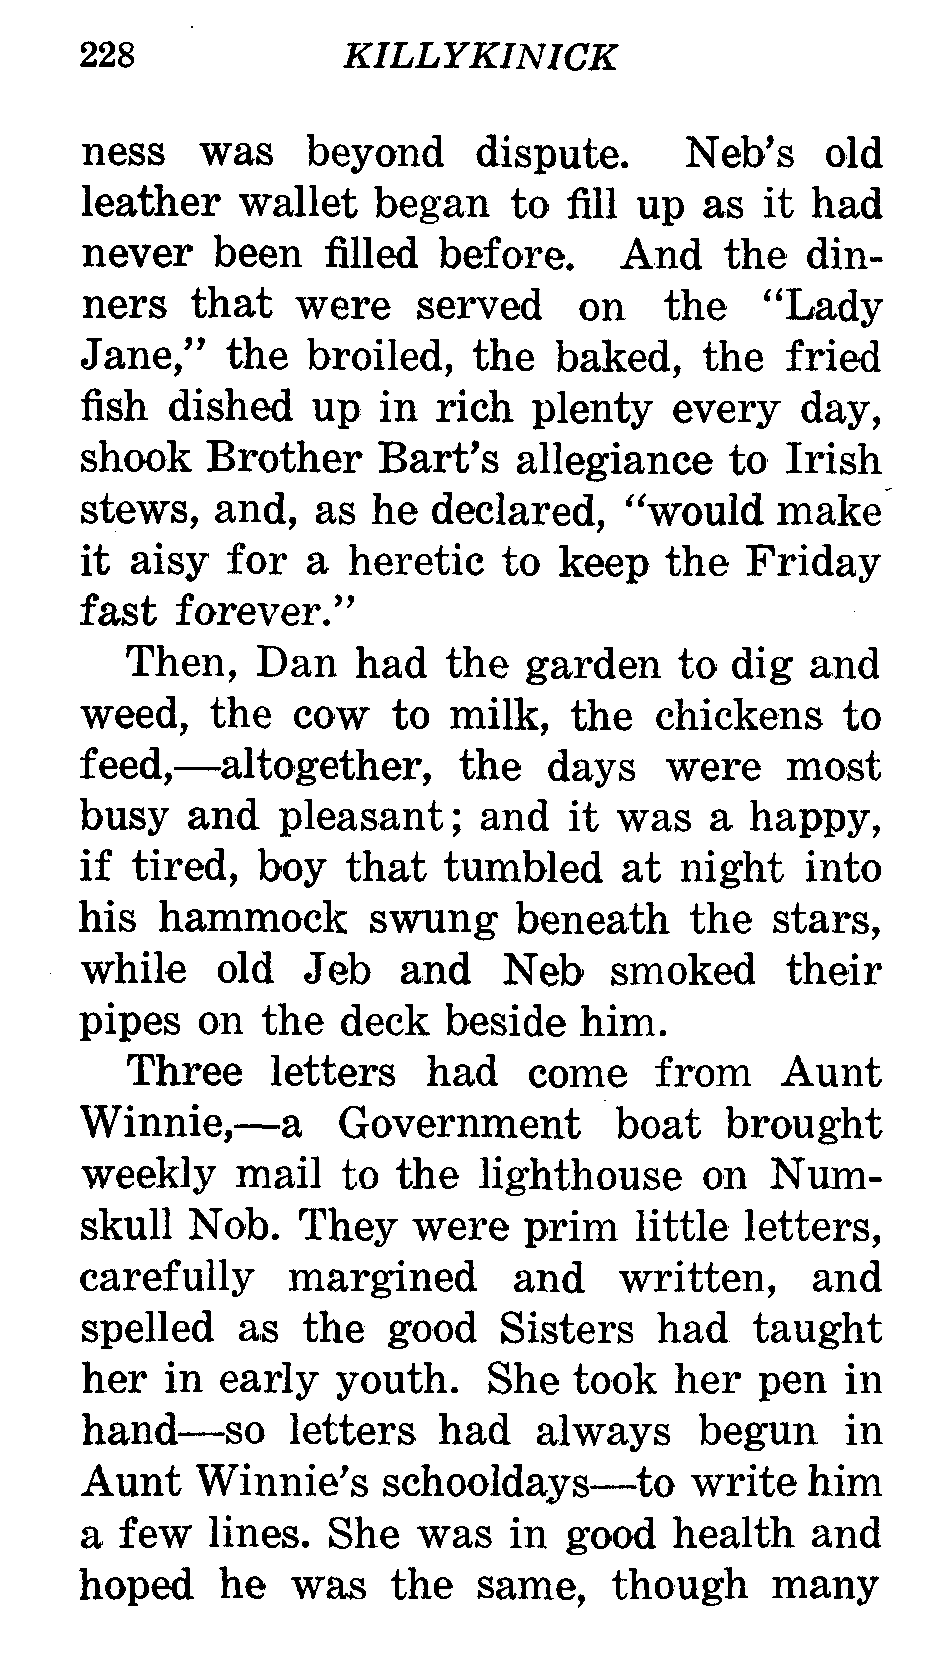 228 KILLYKINICK
ness was beyond dispute. Neb's old
leather wallet began to fill up as it had
never been filled before. And the din-
ners that were served on the "Lady
Jane," the broiled, the baked, the fried
fish dished up in rich plenty every day,
shook Brother Bart's allegiance to Irish
stews, and, as he declared, "would make
it aisy for a heretic to keep the Friday
fast forever."
Then, Dan had the garden to dig and
weed, the cow to milk, the chickens to
feed,—altogether, the days were most
busy and pleasant; and it was a happy,
if tired, boy that tumbled at night into
his hammock swung beneath the stars,
while old Jeb and Neb smoked their
pipes on the deck beside him.
Three letters had come from Aunt
Winnie,—a Government boat brought
weekly mail to the lighthouse on Num-
skull Nob. They were prim little letters,
carefully margined and written, and
spelled as the good Sisters had taught
her in early youth. She took her pen in
hand—so letters had always begun in
Aunt Winnie's schooldays—to write him
a few lines. She was in good health and
hoped he was the same, though many